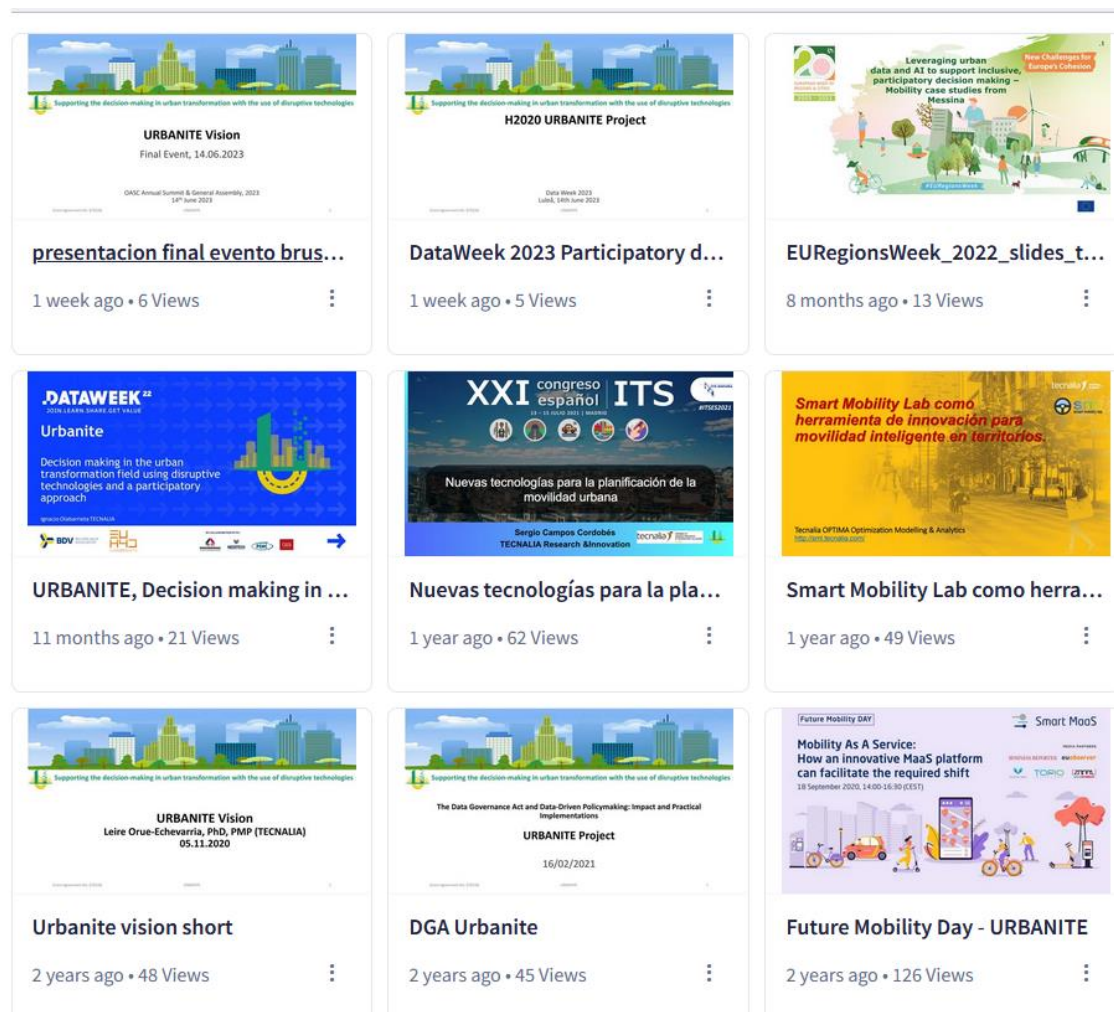 Supporting the decision-making in urban transformation with the use of disruptive technologies
URBANITE Vision
Final Event, 14.06.2023
OASC Annual Summit & General Assembly, 2023
14th June 2023
presentacion final evento brus...
1 week ago • 6 Views
Supporting the decision-making in urban transformation with the use of disruptive technologies
H2020 URBANITE Project
Data Week 2023
Luleå, 14th June 2023
DataWeek 2023 Participatory d...
1 week ago • 5 Views
Leveraging urban
data and AI to support inclusive,
participatory decision making –
Mobility case studies from
Messina
New Challenges for
Europe's Cohesion
#EURegionsWeek
EURegionsWeek_2022_slides_t...
8 months ago • 13 Views
.DATAWEEK 22
JOIN.LEARN.SHARE.GET VALUE
Urbanite
Decision making in the urban
transformation field using disruptive
technologies and a participatory
approach
BDV
URBANITE, Decision making in ...
11 months ago • 21 Views
XXI congreso español ITS
13 – 15 JULIO 2021 | MADRID
#ITSES2021
Nuevas tecnologías para la planificación de la
movilidad urbana
Sergio Campos Cordobés
TECNALIA Research &Innovation
tecnalia
Nuevas tecnologías para la pla...
1 year ago • 62 Views
tecnalia
Smart Mobility Lab como
herramienta de innovación para
movilidad inteligente en territorios.
Tecnalia OPTIMA Optimization Modelling & Analytics
Smart Mobility Lab como herra...
1 year ago • 49 Views
Supporting the decision-making in urban transformation with the use of disruptive technologies
URBANITE Vision
Leire Orue-Echevarria, PhD, PMP (TECNALIA)
05.11.2020
Urbanite vision short
2 years ago • 48 Views
Supporting the decision-making in urban transformation with the use of disruptive technologies
The Data Governance Act and Data-Driven Policymaking: Impact and Practical
Implementations
URBANITE Project
16/02/2021
DGA Urbanite
2 years ago • 45 Views
Future Mobility DAY
Smart MaaS
Mobility As A Service:
How an innovative MaaS platform
can facilitate the required shift
18 September 2020, 14:00-16:30 (CEST)
MEDIA PARTNERS
BUSINESS REPORTER euobserver
TOPIO
Future Mobility Day - URBANITE
2 years ago • 126 Views